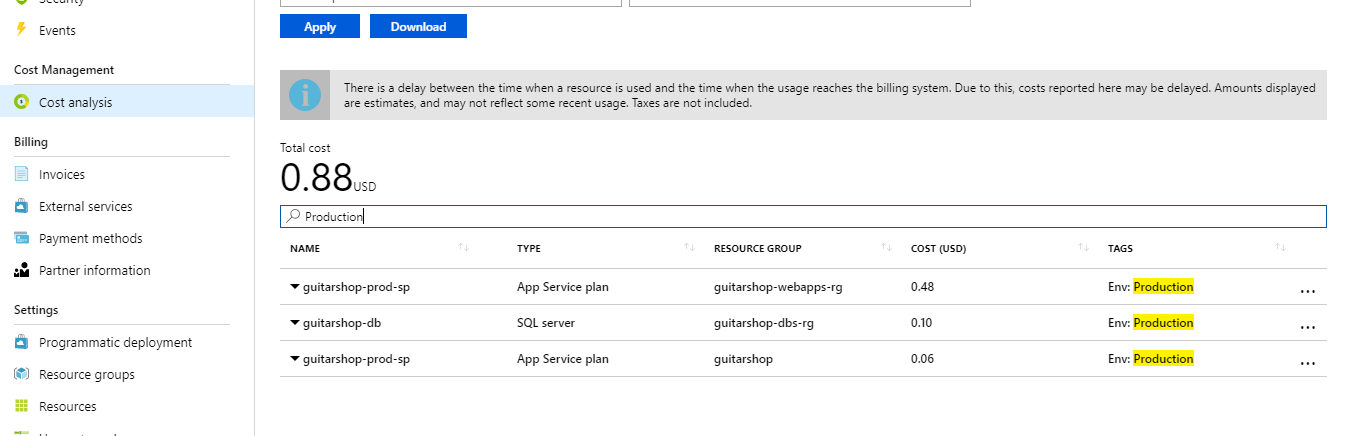 Security
Events
Cost Management
Cost analysis
Billing
Invoices
External services
Payment methods
Partner information
Settings
Programmatic deployment
Resource groups
Resources
Apply Download
There is a delay between the time when a resource is used and the time when the usage reaches the billing system. Due to this, costs reported here may be delayed. Amounts displayed
are estimates, and may not reflect some recent usage. Taxes are not included.
Total cost
0.88USD
Production
NAME TYPE RESOURCE GROUP COST (USD) TAGS
guitarshop-prod-sp App Service plan guitarshop-webapps-rg 0.48 Env: Production ...
guitarshop-db SQL server guitarshop-dbs-rg 0.10 Env: Production ...
guitarshop-prod-sp App Service plan guitarshop 0.06 Env: Production ...